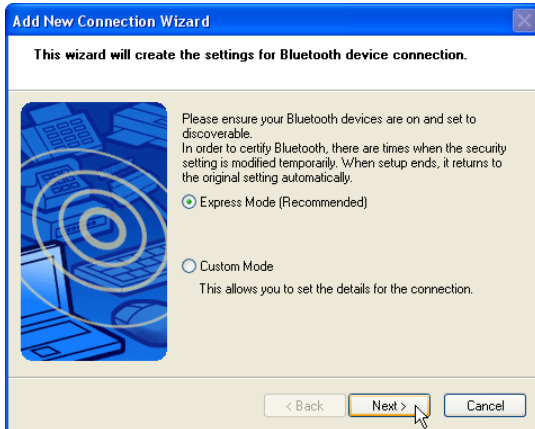 Add New Connection Wizard
This wizard will create the settings for Bluetooth device connection.
Please ensure your Bluetooth devices are on and set to
discoverable.
In order to certify Bluetooth, there are times when the security
setting is modified temporarily. When setup ends, it returns to
the original setting automatically.
Express Mode (Recommended)
Custom Mode
This allows you to set the details for the connection.
< Back Next > Cancel